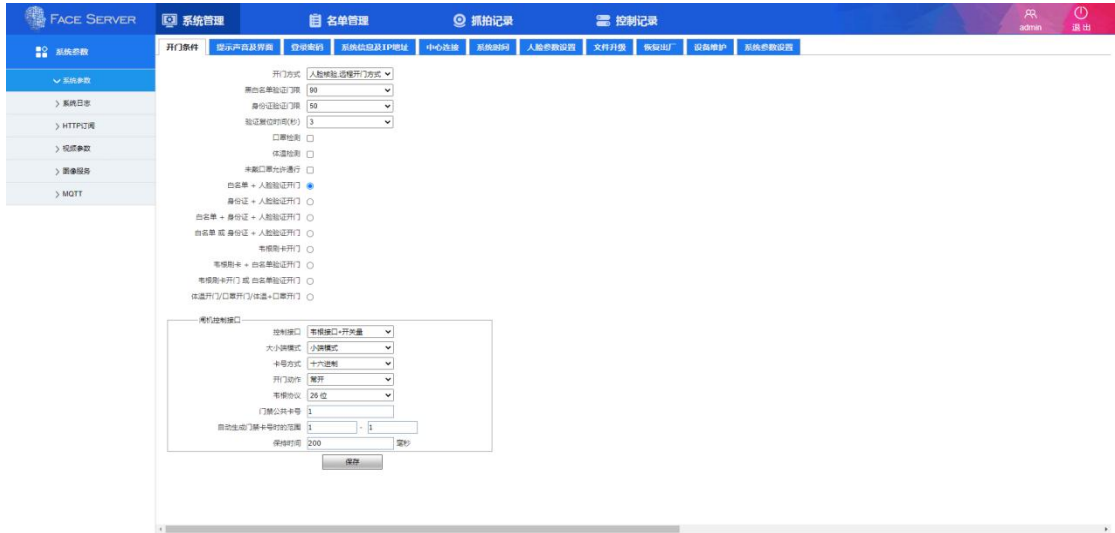 FACE SERVER
系统管理 名单管理 抓拍记录 控制记录
admin 退出
系统参数
系统参数
系统日志
HTTP订阅
视频参数
图像服务
MQTT
开门条件 提示声音及界面 登录密码 系统信息及IP地址 中心连接 系统时间 人脸参数设置 文件升级 恢复出厂 设备维护 系统参数设置
开门方式 人脸核验,远程开门方式
黑白名单验证门限 90
身份证验证门限 50
验证复位时间(秒) 3
口罩检测
体温检测
未戴口罩允许通行
白名单 + 人脸验证开门
身份证 + 人脸验证开门
白名单 + 身份证 + 人脸验证开门
白名单 或 身份证 + 人脸验证开门
韦根刷卡开门
韦根刷卡 + 白名单验证开门
韦根刷卡开门 或 白名单验证开门
体温开门/口罩开门/体温+口罩开门
闸机控制接口
控制接口 韦根接口+开关量
大小端模式 小端模式
卡号方式 十六进制
开门动作 常开
韦根协议 26 位
门禁公共卡号 1
自动生成门禁卡号时的范围 1 - 1
保持时间 200 毫秒
保存